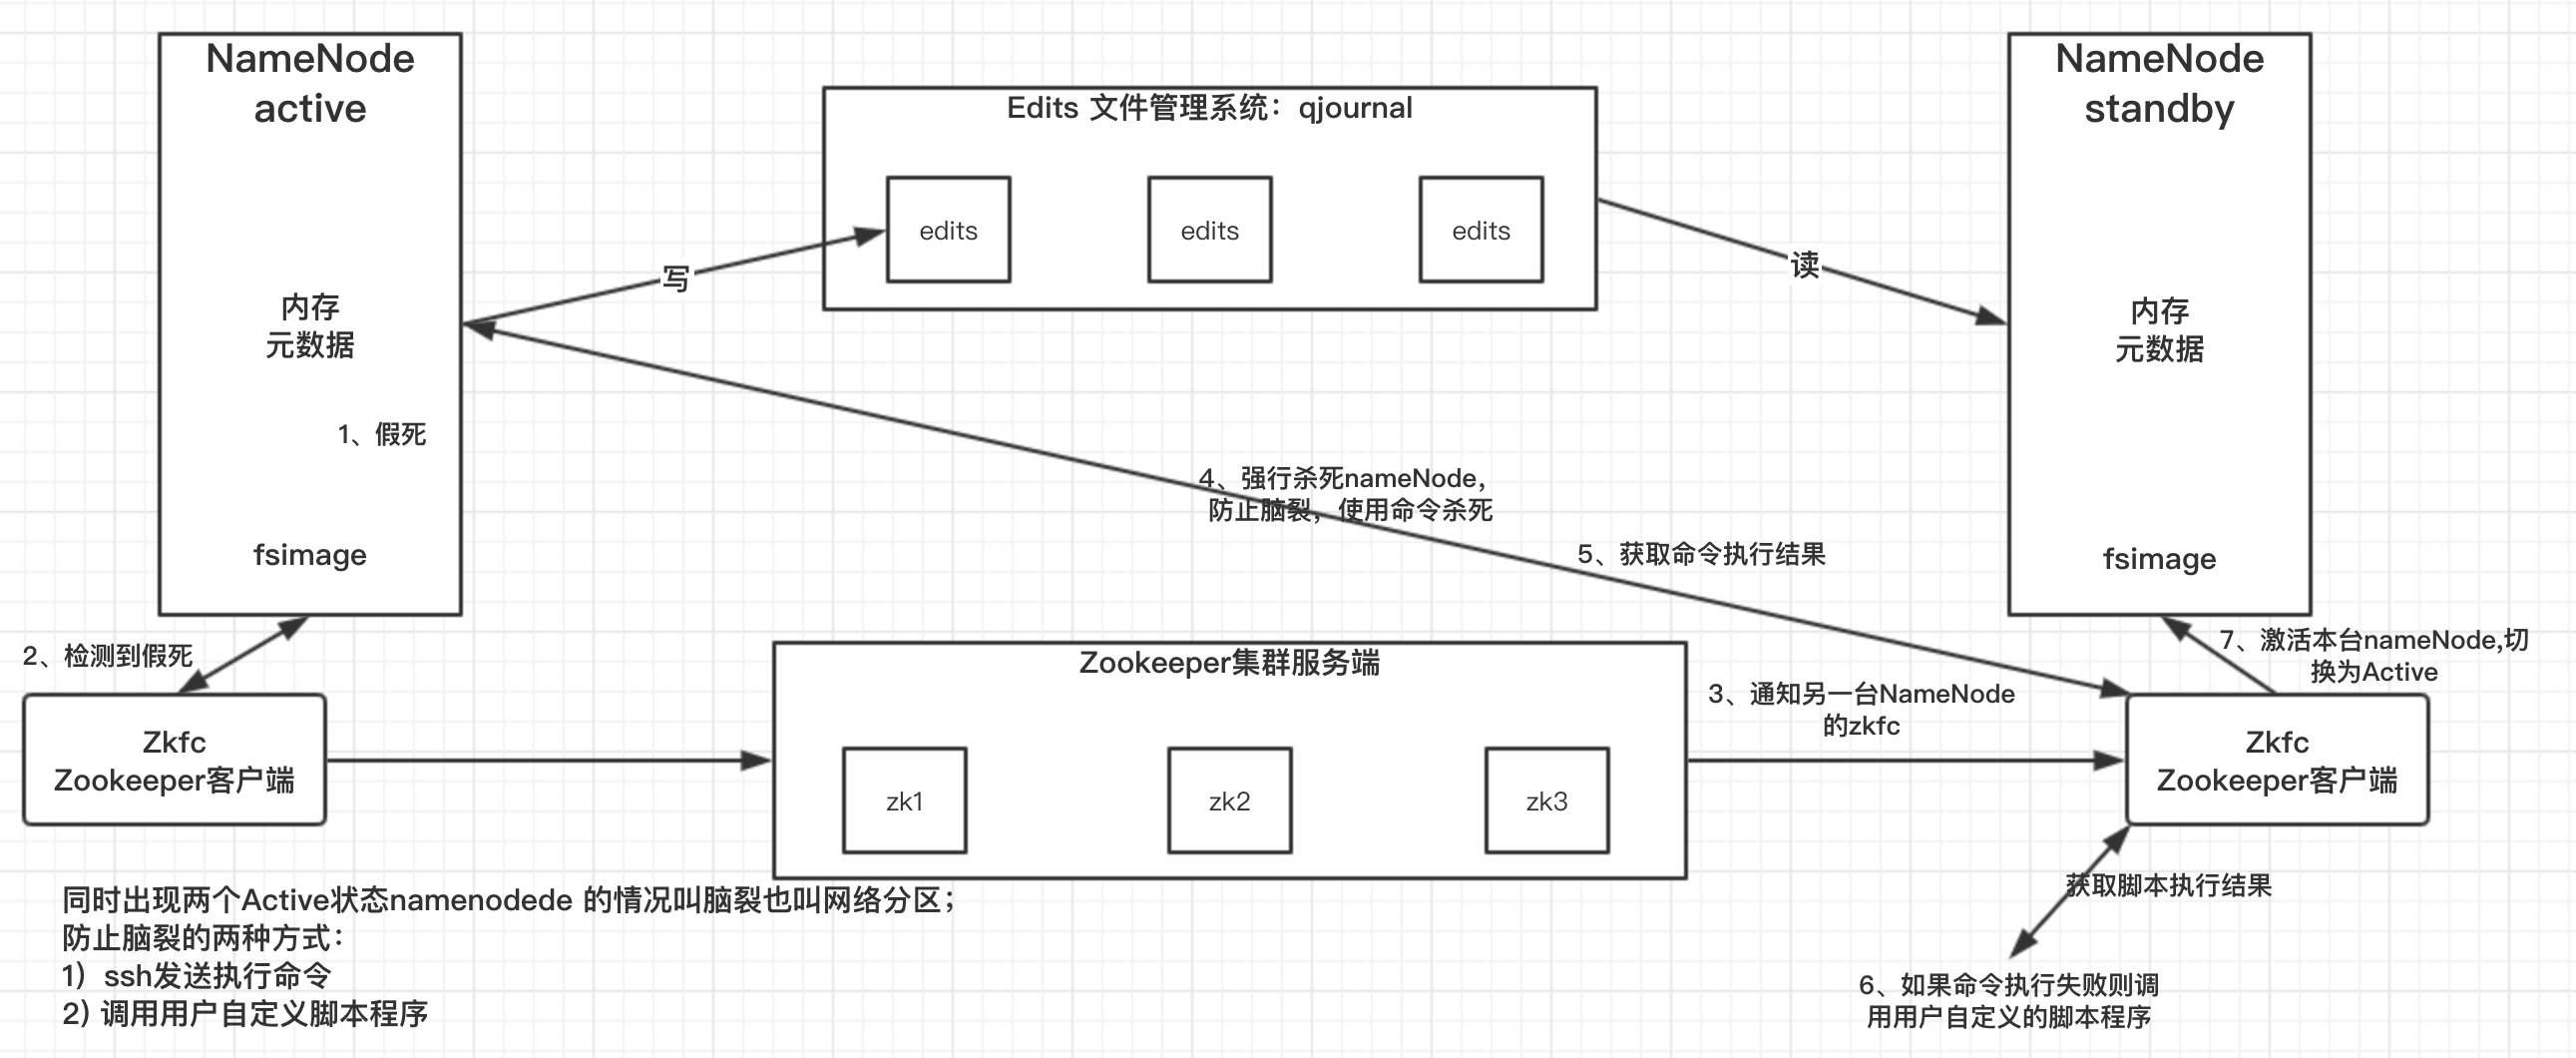 NameNode
active
内存
元数据
1、假死
fsimage
Edits 文件管理系统：qjournal
edits
edits
edits
写
读
NameNode
standby
内存
元数据
fsimage
4、强行杀死nameNode，
防止脑裂，使用命令杀死
5、获取命令执行结果
2、检测到假死
Zkfc
Zookeeper客户端
Zookeeper集群服务端
zk1
zk2
zk3
3、通知另一台NameNode
的zkfc
7、激活本台nameNode,切
换为Active
Zkfc
Zookeeper客户端
获取脚本执行结果
6、如果命令执行失败则调
用用户自定义的脚本程序
同时出现两个Active状态namenodede 的情况叫脑裂也叫网络分区；
防止脑裂的两种方式：
1）ssh发送执行命令
2) 调用用户自定义脚本程序